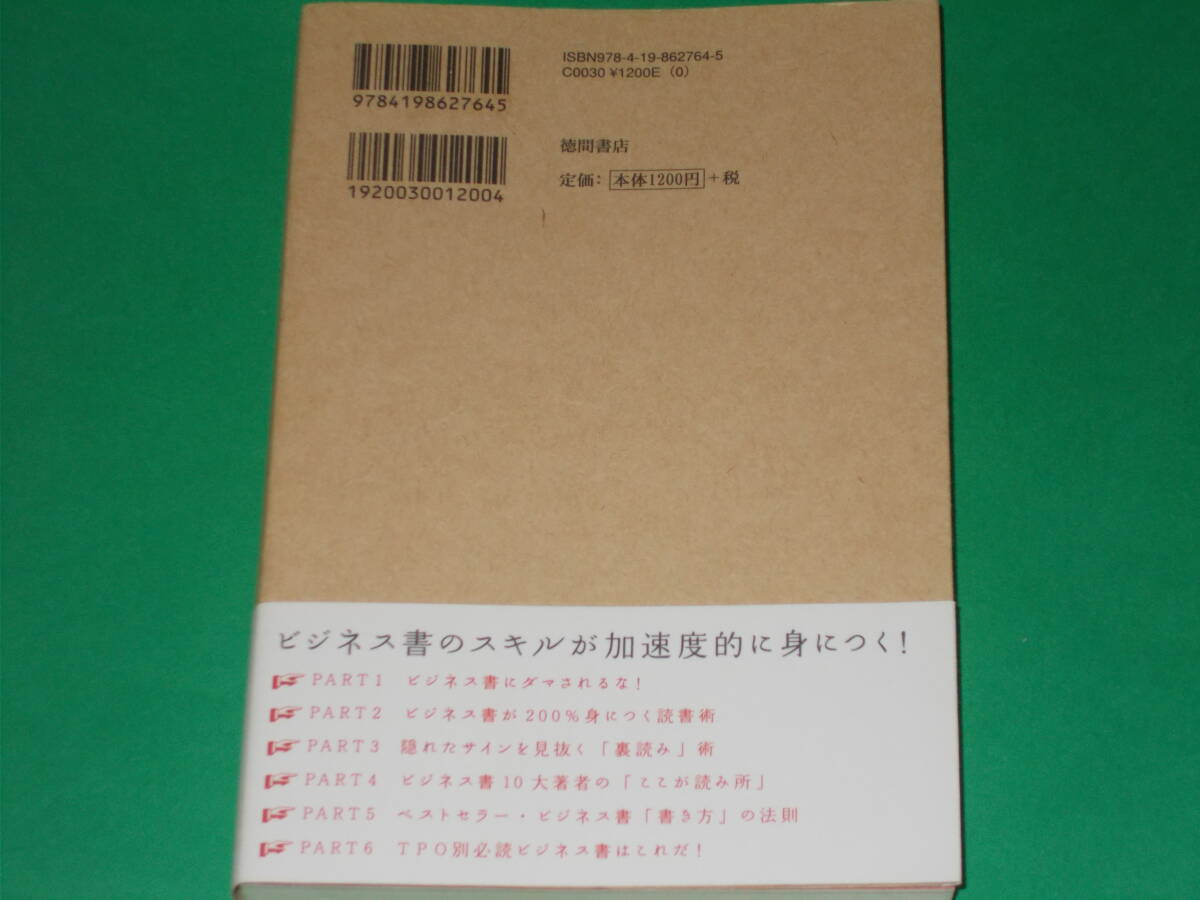 9784198627645
ISBN978-4-19-862764-5
C0030 ¥1200E (0)
1920030012004
徳間書店
定価: 本体1200円+税
ビジネス書のスキルが加速度的に身につく!
PART1 ビジネス書にダマされるな!
PART2 ビジネス書が200%身につく読書術
PART3 隠れたサインを見抜く「裏読み」術
PART4 ビジネス書10大著者の「ここが読み所」
PART5 ベストセラー・ビジネス書「書き方」の法則
PART6 TPO別必読ビジネス書はこれだ!